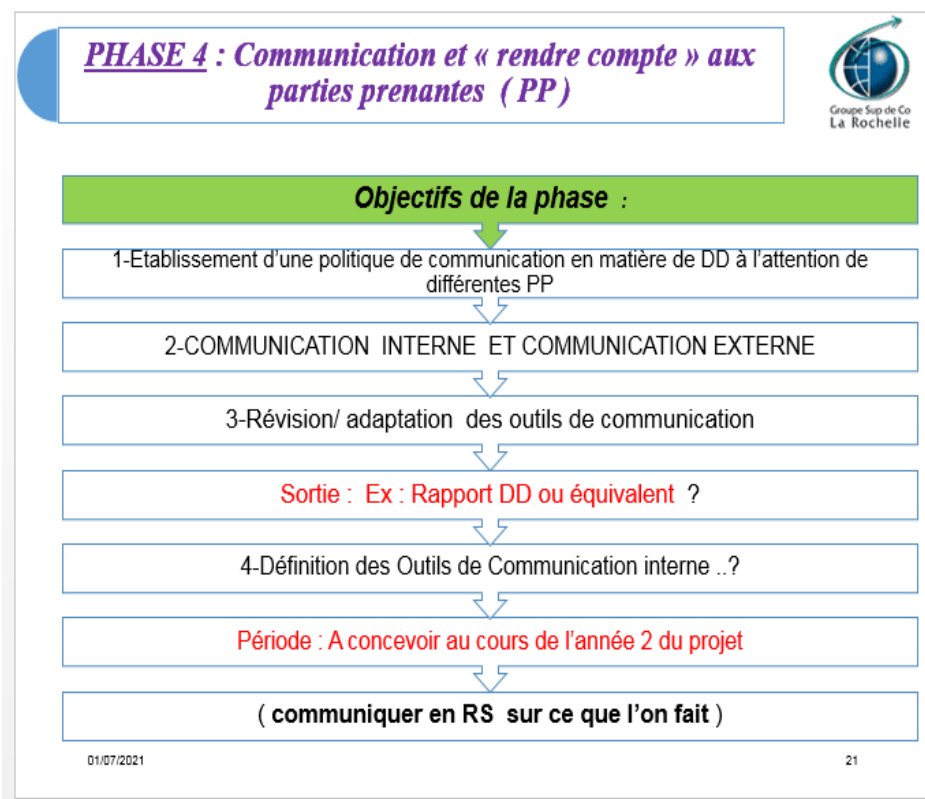 PHASE 4 : Communication et « rendre compte » aux
parties prenantes ( PP )
Groupe Sup de Co
La Rochelle
Objectifs de la phase :
1-Etablissement d’une politique de communication en matière de DD à l’attention de
différentes PP
2-COMMUNICATION INTERNE ET COMMUNICATION EXTERNE
3-Révision/ adaptation des outils de communication
Sortie : Ex : Rapport DD ou équivalent ?
4-Définition des Outils de Communication interne ..?
Période : A concevoir au cours de l’année 2 du projet
( communiquer en RS sur ce que l’on fait )
01/07/2021
21